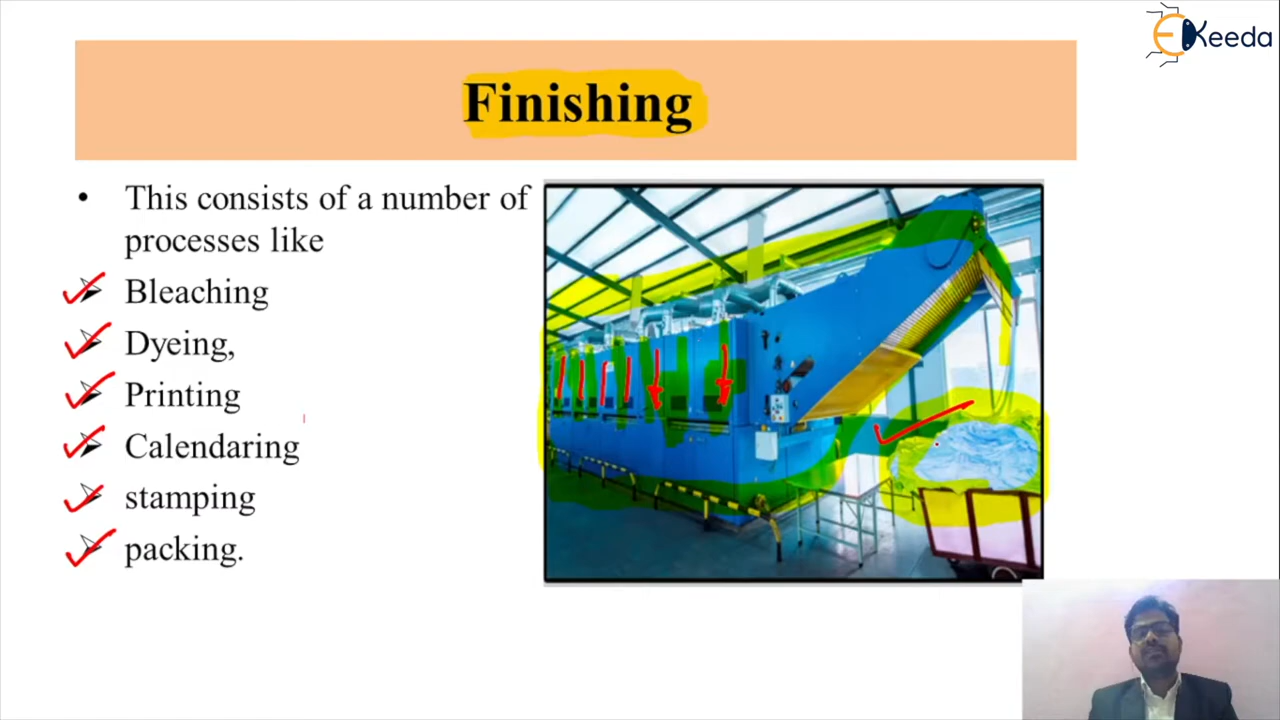 EKeeda
Finishing
• This consists of a number of
processes like
➢ Bleaching
➢ Dyeing,
➢ Printing
➢ Calendaring
➢ stamping
➢ packing.